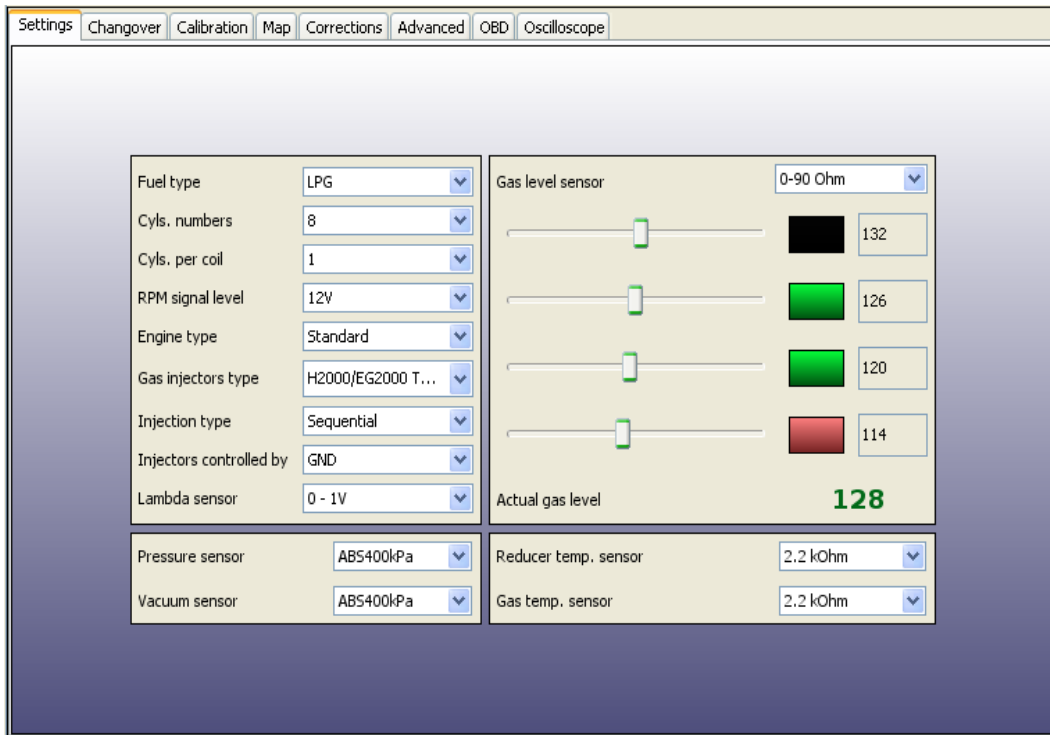 Settings Changover Calibration Map Corrections Advanced OBD Oscilloscope
Fuel type LPG
Cyls. numbers 8
Cyls. per coil 1
RPM signal level 12V
Engine type Standard
Gas injectors type H2000/EG2000 T...
Injection type Sequential
Injectors controlled by GND
Lambda sensor 0 - 1V
Gas level sensor 0-90 Ohm
132
126
120
114
Actual gas level 128
Pressure sensor ABS400kPa
Vacuum sensor ABS400kPa
Reducer temp. sensor 2.2 kOhm
Gas temp. sensor 2.2 kOhm